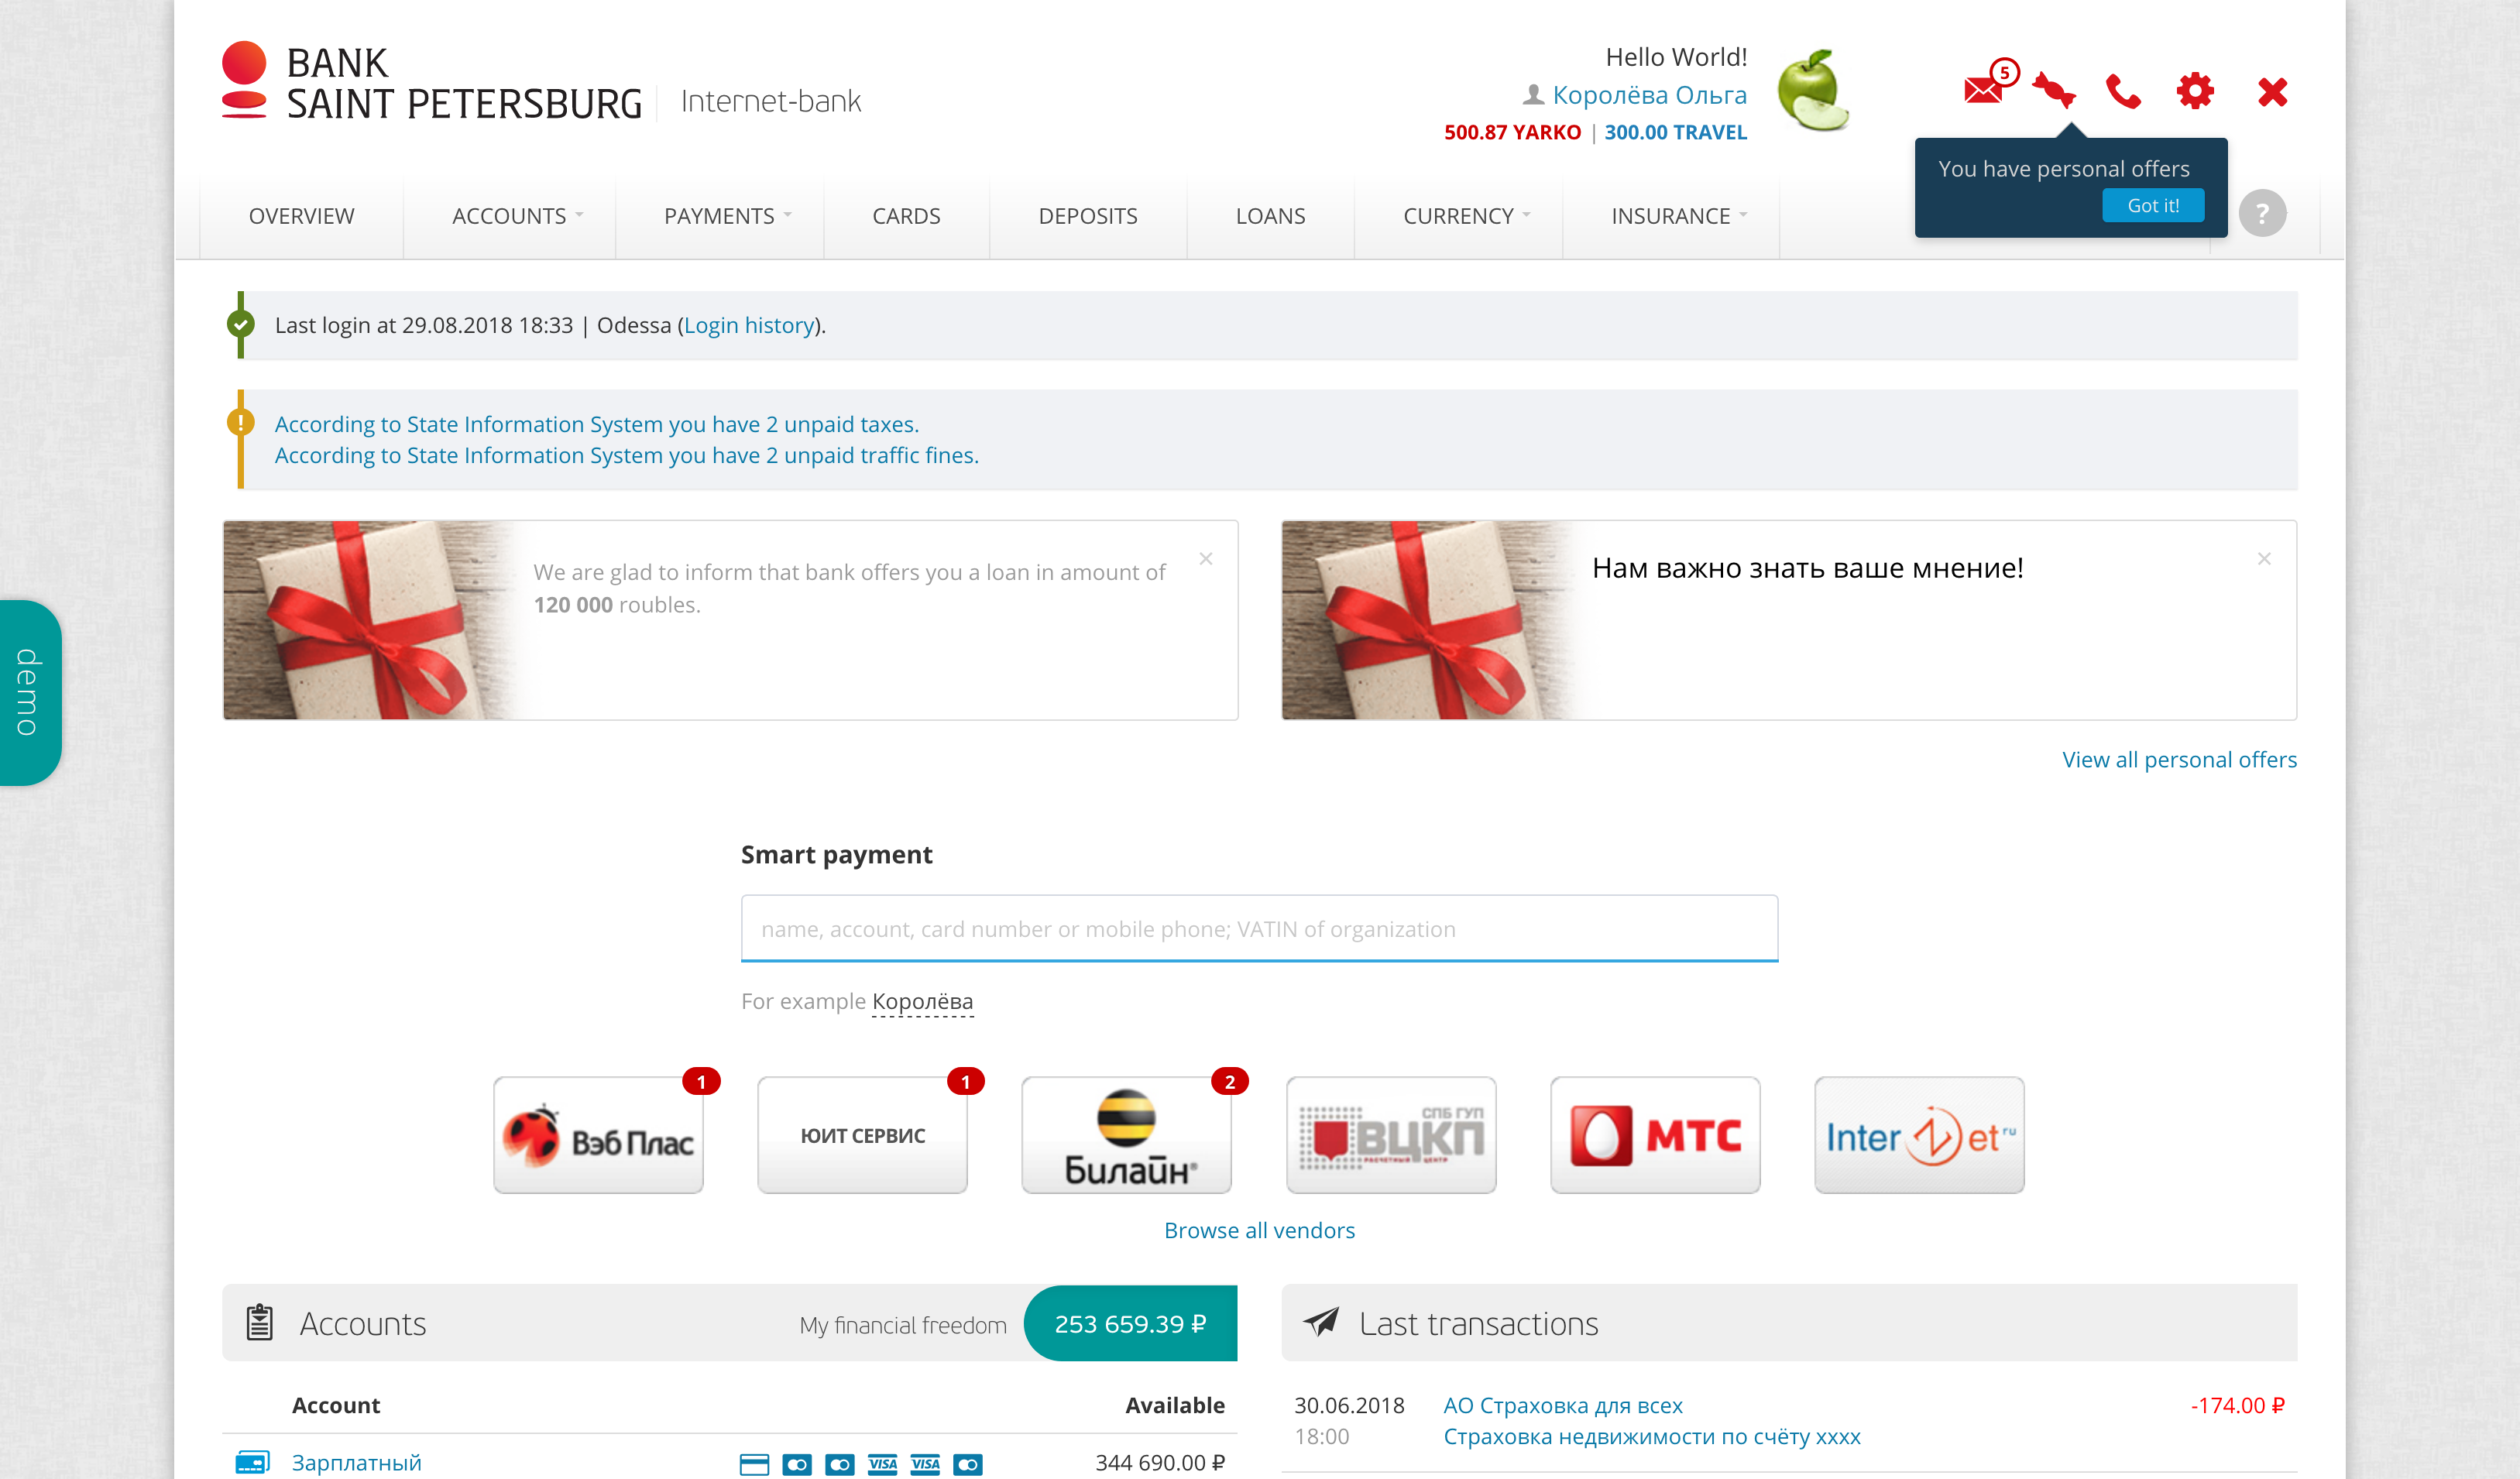 BANK
SAINT PETERSBURG
Internet-bank
Hello World!
Королёва Ольга
500.87 YARKO | 300.00 TRAVEL
5
You have personal offers
Got it!
?
OVERVIEW
ACCOUNTS
PAYMENTS
CARDS
DEPOSITS
LOANS
CURRENCY
INSURANCE
Last login at 29.08.2018 18:33 | Odessa (Login history).
According to State Information System you have 2 unpaid taxes.
According to State Information System you have 2 unpaid traffic fines.
We are glad to inform that bank offers you a loan in amount of
120 000 roubles.
Нам важно знать ваше мнение!
demo
View all personal offers
Smart payment
name, account, card number or mobile phone; VATIN of organization
For example Королёва
1
Вэб Плас
1
ЮИТ СЕРВИС
2
Билайн®
СПБ ГУП
ВЦКП
РАСЧЕТНЫЙ ЦЕНТР
МТС
InterZet ru
Browse all vendors
Accounts
My financial freedom
253 659.39 ₽
Account
Available
Зарплатный
VISA
VISA
344 690.00 ₽
Last transactions
30.06.2018
АО Страховка для всех
-174.00 ₽
18:00
Страховка недвижимости по счёту xxxx